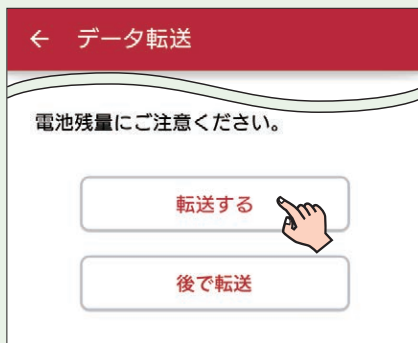 ← データ転送
電池残量にご注意ください。
転送する
後で転送